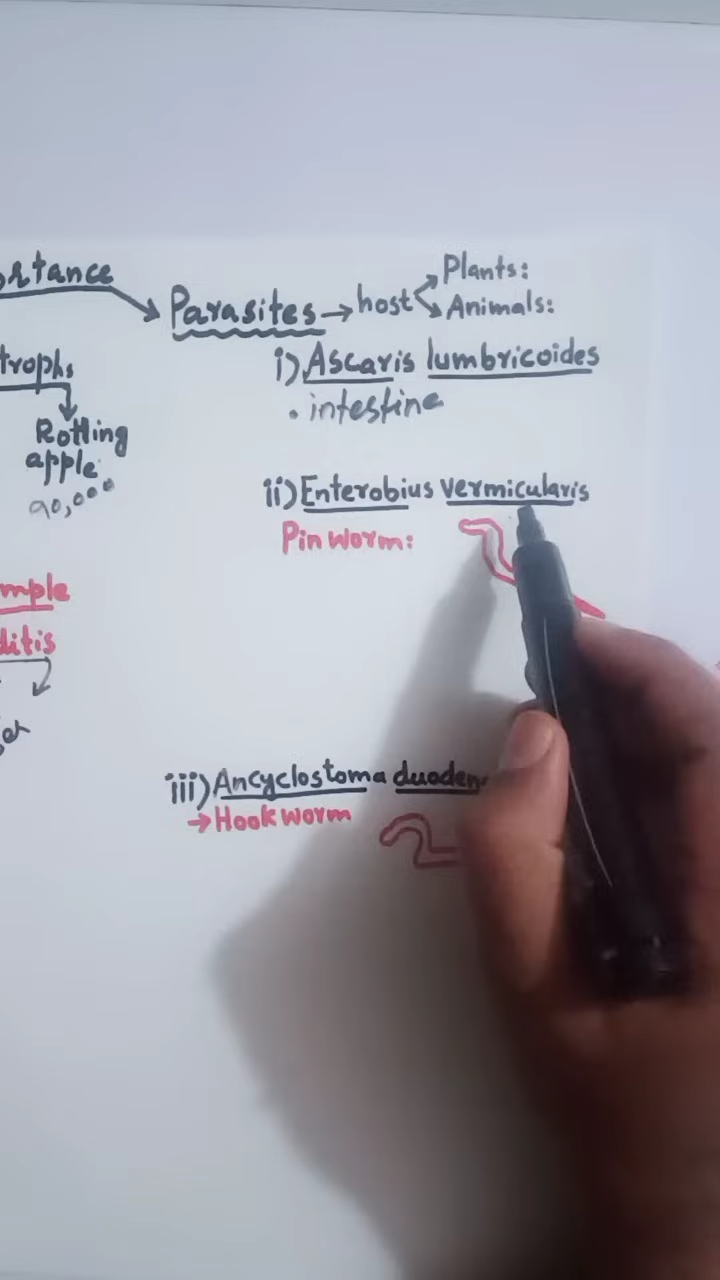 ortance
Parasites → host
Plants:
Animals:
trophs
Rotting
apple
90,000
mple
ditis
i) Ascaris lumbricoides
. intestine
ii) Enterobius vermicularis
Pin worm:
iii) Ancyclostoma duoden
→ Hook worm